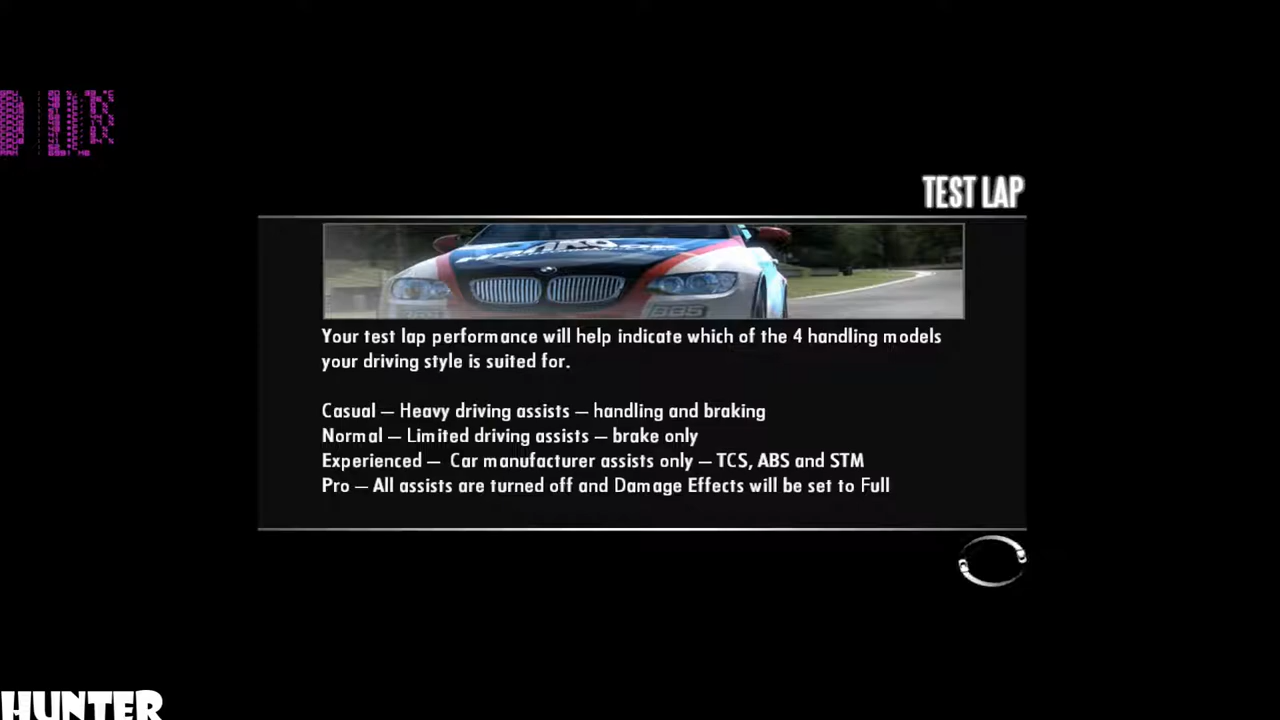 TEST LAP
BBS
Your test lap performance will help indicate which of the 4 handling models
your driving style is suited for.
Casual – Heavy driving assists – handling and braking
Normal – Limited driving assists – brake only
Experienced – Car manufacturer assists only – TCS, ABS and STM
Pro – All assists are turned off and Damage Effects will be set to Full
HUNTER